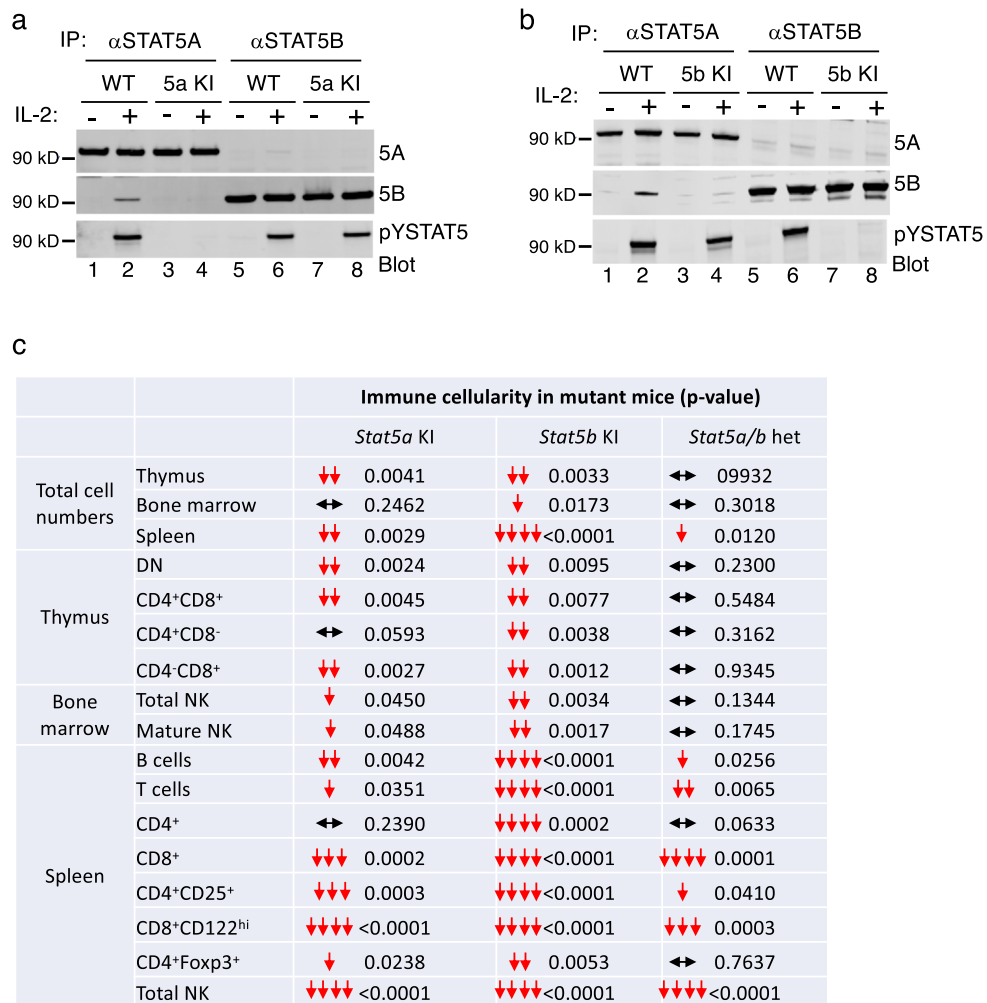 a
IP: αSTAT5A αSTAT5B
WT 5a KI WT 5a KI
IL-2: - + - + - + - +
90 kD 5A
90 kD 5B
90 kD pYSTAT5
1 2 3 4 5 6 7 8 Blot
b
IP: αSTAT5A αSTAT5B
WT 5b KI WT 5b KI
IL-2: - + - + - + - +
90 kD 5A
90 kD 5B
90 kD pYSTAT5
1 2 3 4 5 6 7 8 Blot
c
Immune cellularity in mutant mice (p-value)
Stat5a KI Stat5b KI Stat5a/b het
Total cell numbers
Thymus ↓↓ 0.0041 ↓↓ 0.0033 ↔ 09932
Bone marrow ↔ 0.2462 ↓ 0.0173 ↔ 0.3018
Spleen ↓↓ 0.0029 ↓↓↓↓ <0.0001 ↓ 0.0120
Thymus
DN ↓↓ 0.0024 ↓↓ 0.0095 ↔ 0.2300
CD4⁺CD8⁺ ↓↓ 0.0045 ↓↓ 0.0077 ↔ 0.5484
CD4⁺CD8⁻ ↔ 0.0593 ↓↓ 0.0038 ↔ 0.3162
CD4⁻CD8⁺ ↓↓ 0.0027 ↓↓ 0.0012 ↔ 0.9345
Bone marrow
Total NK ↓ 0.0450 ↓↓ 0.0034 ↔ 0.1344
Mature NK ↓ 0.0488 ↓↓ 0.0017 ↔ 0.1745
Spleen
B cells ↓↓ 0.0042 ↓↓↓↓ <0.0001 ↓ 0.0256
T cells ↓ 0.0351 ↓↓↓↓ <0.0001 ↓↓ 0.0065
CD4⁺ ↔ 0.2390 ↓↓↓↓ 0.0002 ↔ 0.0633
CD8⁺ ↓↓↓ 0.0002 ↓↓↓↓ <0.0001 ↓↓↓↓ 0.0001
CD4⁺CD25⁺ ↓↓↓ 0.0003 ↓↓↓↓ <0.0001 ↓ 0.0410
CD8⁺CD122ʰⁱ ↓↓↓↓ <0.0001 ↓↓↓↓ <0.0001 ↓↓↓ 0.0003
CD4⁺Foxp3⁺ ↓ 0.0238 ↓↓ 0.0053 ↔ 0.7637
Total NK ↓↓↓↓ <0.0001 ↓↓↓↓ <0.0001 ↓↓↓↓ <0.0001